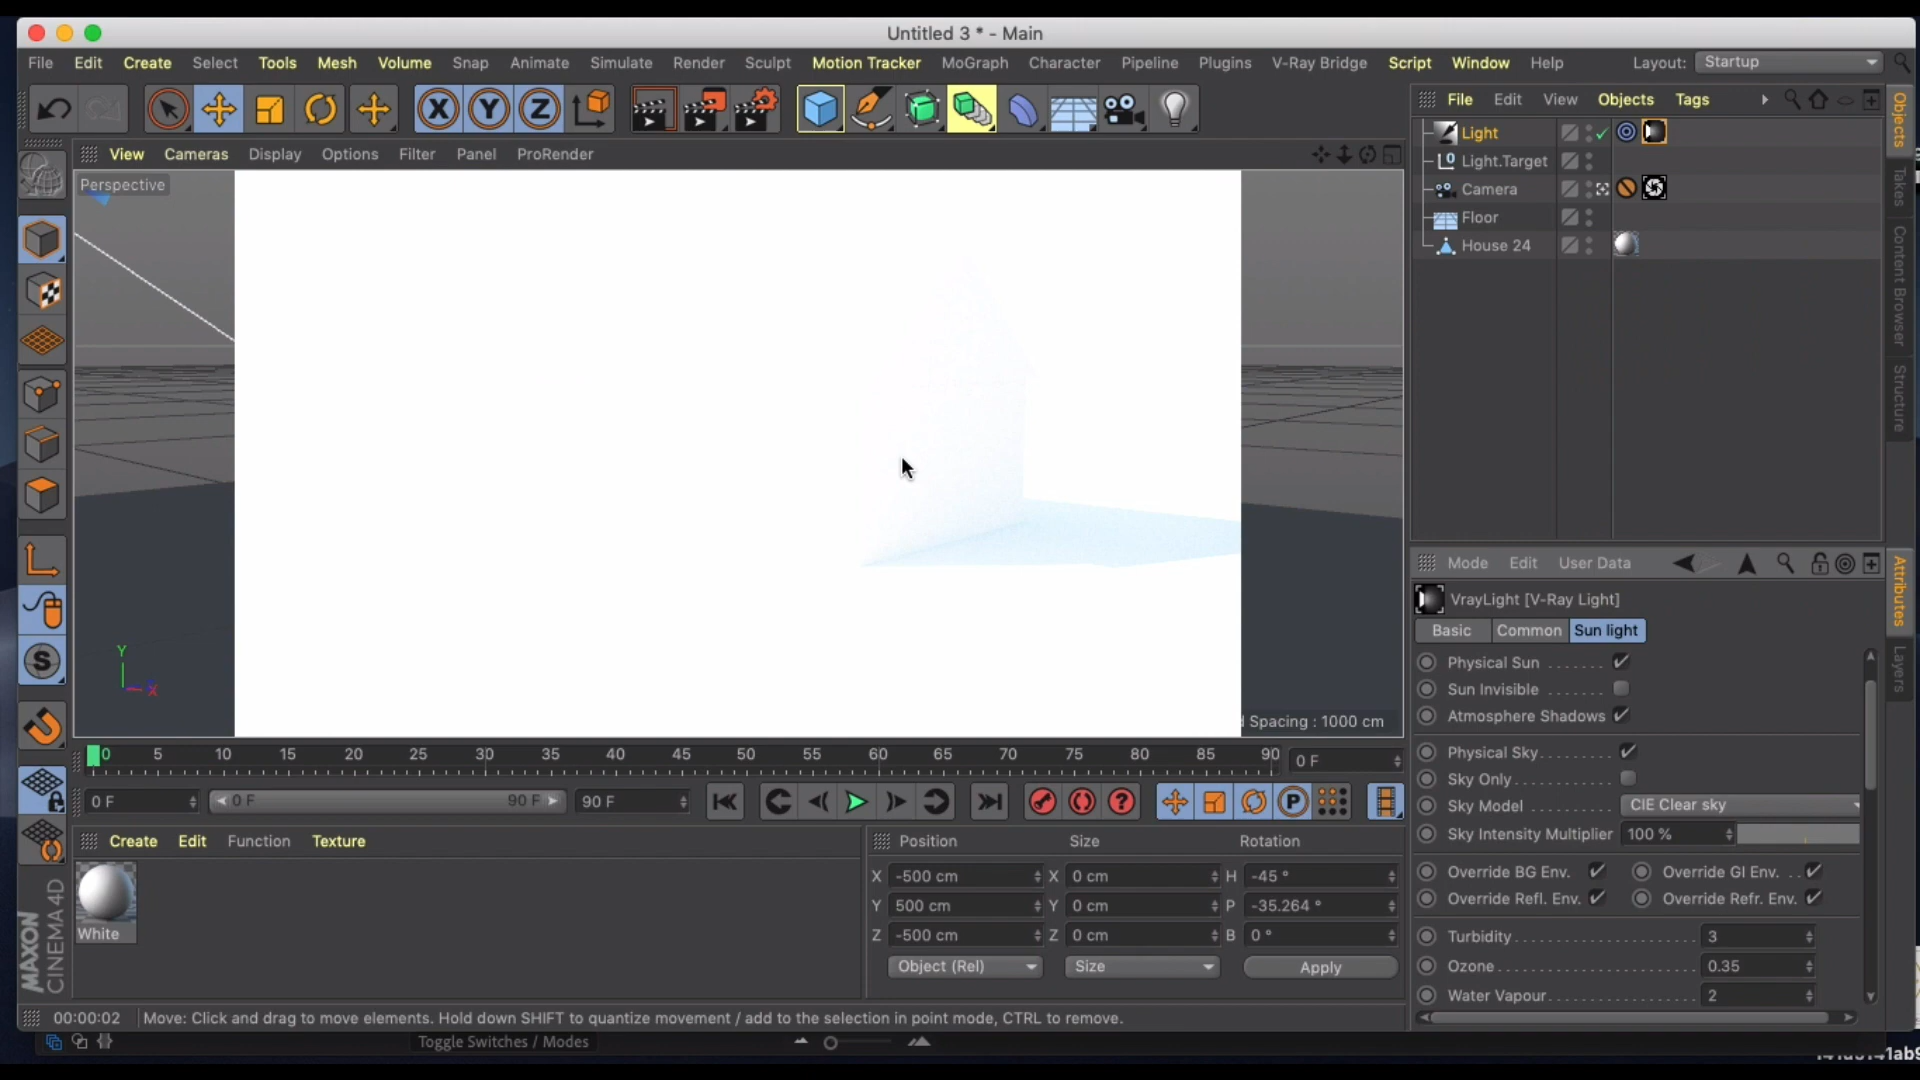 Untitled 3 * - Main
File Edit Create Select Tools Mesh Volume Snap Animate Simulate Render Sculpt Motion Tracker MoGraph Character Pipeline Plugins V-Ray Bridge Script Window Help Layout: Startup
File Edit View Objects Tags
View Cameras Display Options Filter Panel ProRender
Perspective
Light
Light.Target
Camera
Floor
House 24
Objects
Takes
Content Browser
Structure
Mode Edit User Data
VrayLight [V-Ray Light]
Basic Common Sun light
Physical Sun
Sun Invisible
Atmosphere Shadows
Physical Sky
Sky Only
Sky Model CIE Clear sky
Sky Intensity Multiplier 100 %
Override BG Env. Override GI Env.
Override Refl. Env. Override Refr. Env.
Turbidity 3
Ozone 0.35
Water Vapour 2
Attributes
Layers
Y
X
Spacing : 1000 cm
0 5 10 15 20 25 30 35 40 45 50 55 60 65 70 75 80 85 90 0 F
0 F 0 F 90 F 90 F
Create Edit Function Texture
White
Position Size Rotation
X -500 cm X 0 cm H -45 °
Y 500 cm Y 0 cm P -35.264 °
Z -500 cm Z 0 cm B 0 °
Object (Rel) Size Apply
MAXON
CINEMA 4D
00:00:02 Move: Click and drag to move elements. Hold down SHIFT to quantize movement / add to the selection in point mode, CTRL to remove.
Toggle Switches / Modes